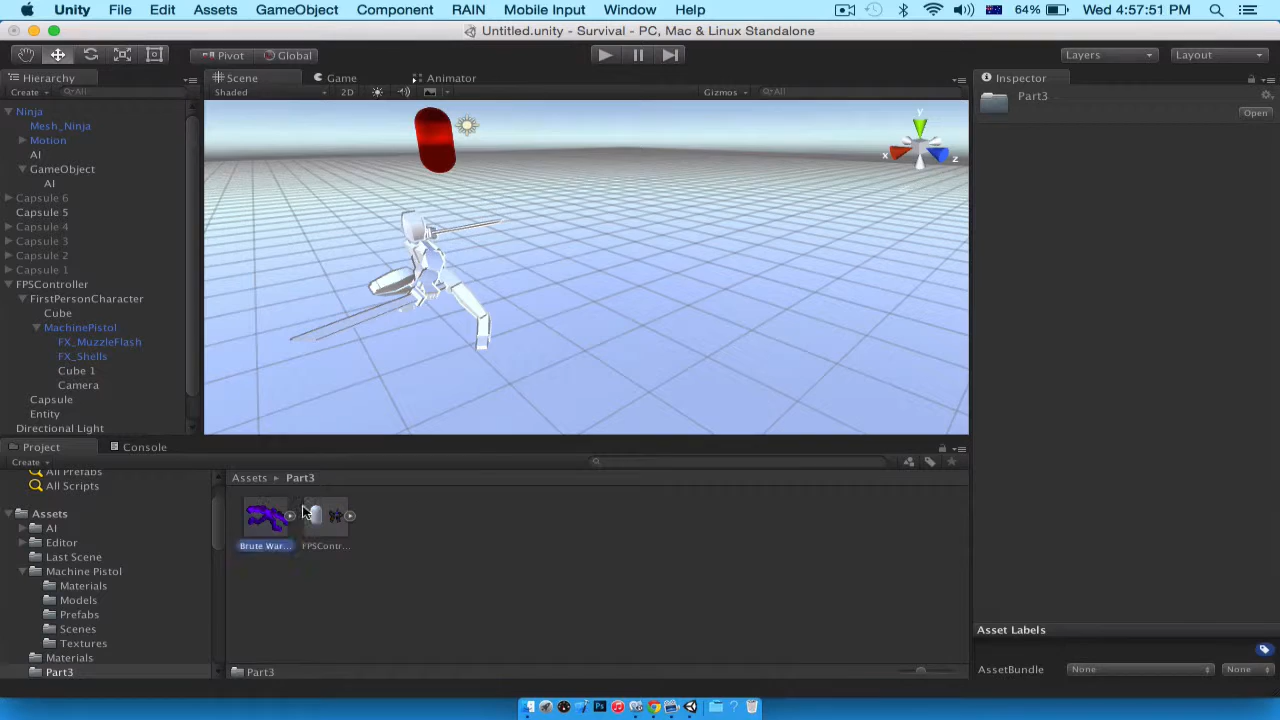 Unity File Edit Assets GameObject Component RAIN Mobile Input Window Help 64% Wed 4:57:51 PM
Untitled.unity - Survival - PC, Mac & Linux Standalone
Pivot Global Layers Layout
Hierarchy Scene Game Animator Inspector
Create All Shaded 2D Gizmos All Part3
Open
Ninja
Mesh_Ninja
Motion
AI
GameObject
AI
Capsule 6
Capsule 5
Capsule 4
Capsule 3
Capsule 2
Capsule 1
FPSController
FirstPersonCharacter
Cube
MachinePistol
FX_MuzzleFlash
FX_Shells
Cube 1
Camera
Capsule
Entity
Directional Light
y
x
z
Project Console
Create
All Prefabs
All Scripts
Assets
AI
Editor
Last Scene
Machine Pistol
Materials
Models
Prefabs
Scenes
Textures
Materials
Part3
Assets Part3
Brute War... FPSContr...
Part3
Asset Labels
AssetBundle None None